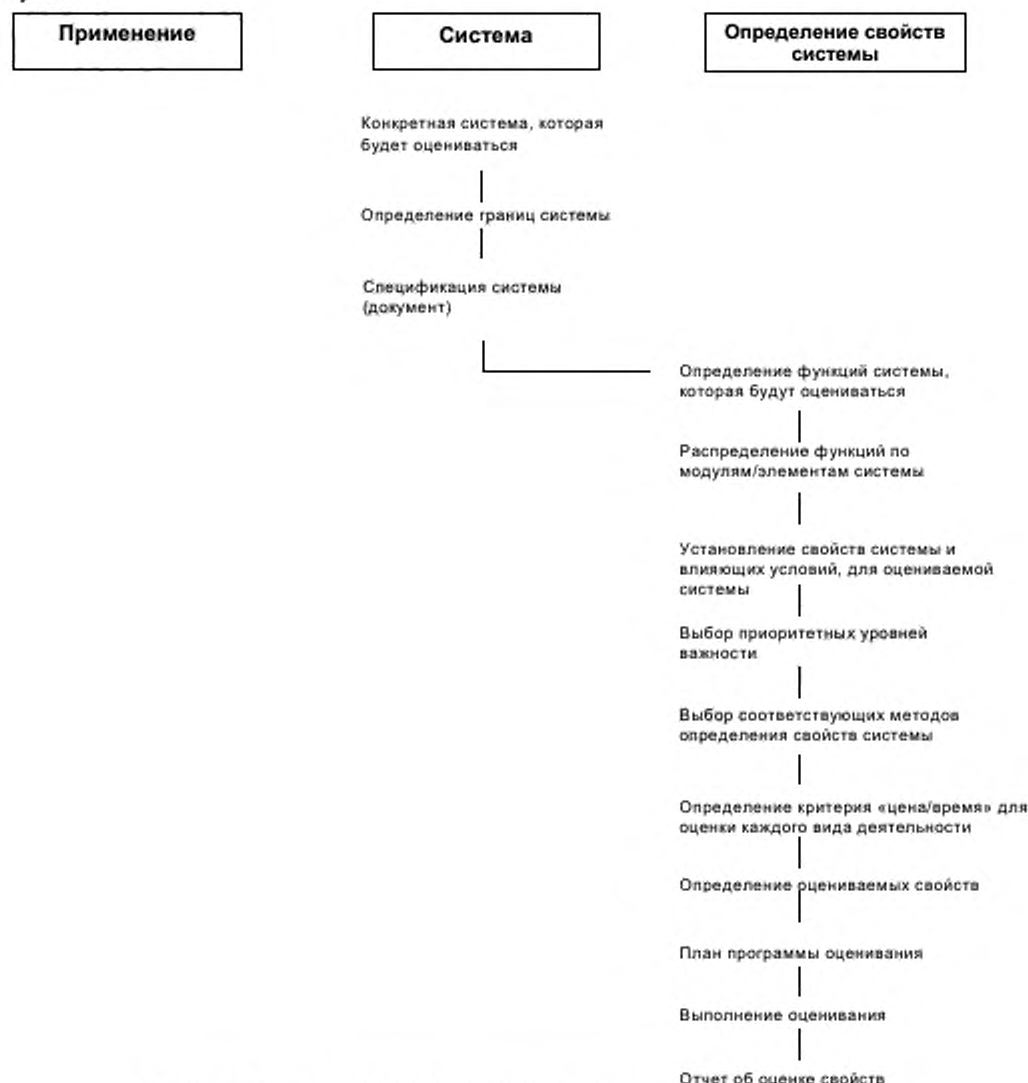 Применение
Система
Определение свойств
системы
Конкретная система, которая
будет оцениваться
Определение границ системы
Спецификация системы
(документ)
Определение функций системы,
которая будут оцениваться
Распределение функций по
модулям/элементам системы
Установление свойств системы и
влияющих условий, для оцениваемой
системы
Выбор приоритетных уровней
важности
Выбор соответствующих методов
определения свойств системы
Определение критерия «цена/время» для
оценки каждого вида деятельности
Определение оцениваемых свойств
План программы оценивания
Выполнение оценивания
Отчет об оценке свойств